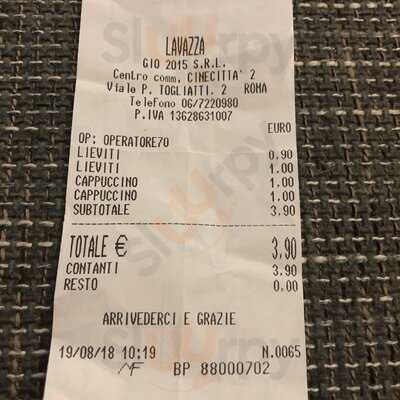 LAVAZZA
GIO 2015 S.R.L.
Centro comm. CINECITTA' 2
Viale P. TOGLIATTI. 2 ROMA
Telefono 06/7220980
P.IVA 13628631007
EURO
OP: OPERATORE70
LIEVITI 0.90
LIEVITI 1.00
CAPPUCCINO 1.00
CAPPUCCINO 1.00
SUBTOTALE 3.90
TOTALE € 3,90
CONTANTI 3.90
RESTO 0.00
ARRIVEDERCI E GRAZIE
19/08/18 10:19 N.0065
MF BP 88000702